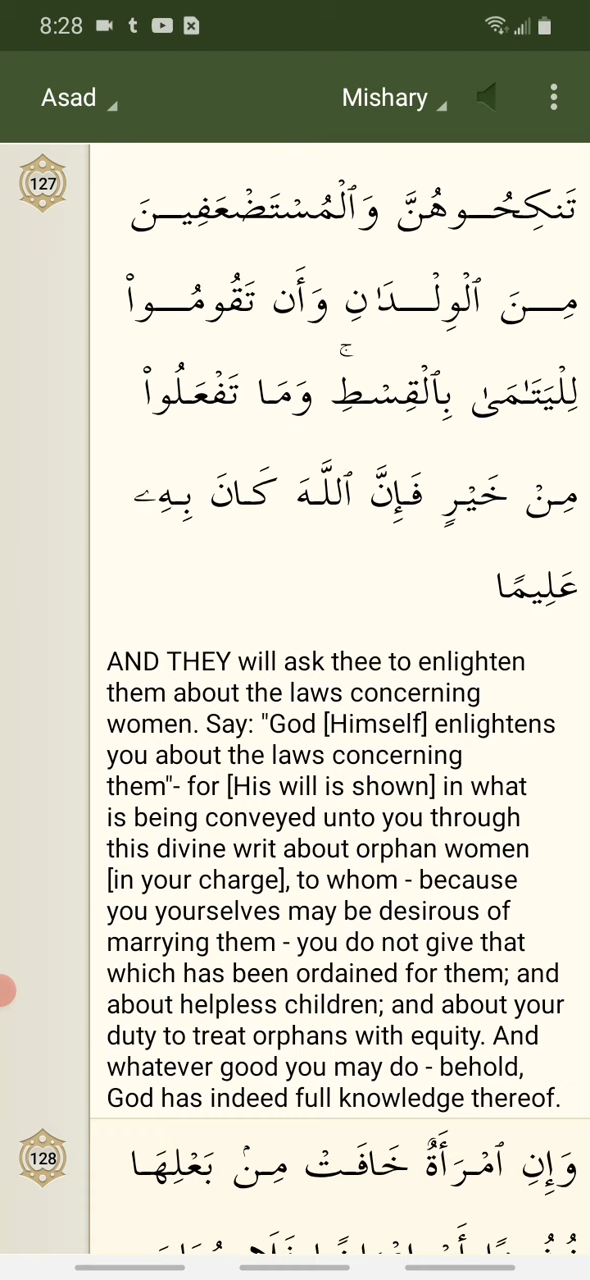 8:28
Asad
Mishary
127
تَنكِحُوهُنَّ وَٱلْمُسْتَضْعَفِينَ
مِنَ ٱلْوِلْدَٰنِ وَأَن تَقُومُوا۟
لِلْيَتَـٰمَىٰ بِٱلْقِسْطِ ۚ وَمَا تَفْعَلُوا۟
مِنْ خَيْرٍ فَإِنَّ ٱللَّهَ كَانَ بِهِۦ
عَلِيمًا
AND THEY will ask thee to enlighten
them about the laws concerning
women. Say: "God [Himself] enlightens
you about the laws concerning
them"- for [His will is shown] in what
is being conveyed unto you through
this divine writ about orphan women
[in your charge], to whom - because
you yourselves may be desirous of
marrying them - you do not give that
which has been ordained for them; and
about helpless children; and about your
duty to treat orphans with equity. And
whatever good you may do - behold,
God has indeed full knowledge thereof.
128
وَإِنِ ٱمْرَأَةٌ خَافَتْ مِنۢ بَعْلِهَا